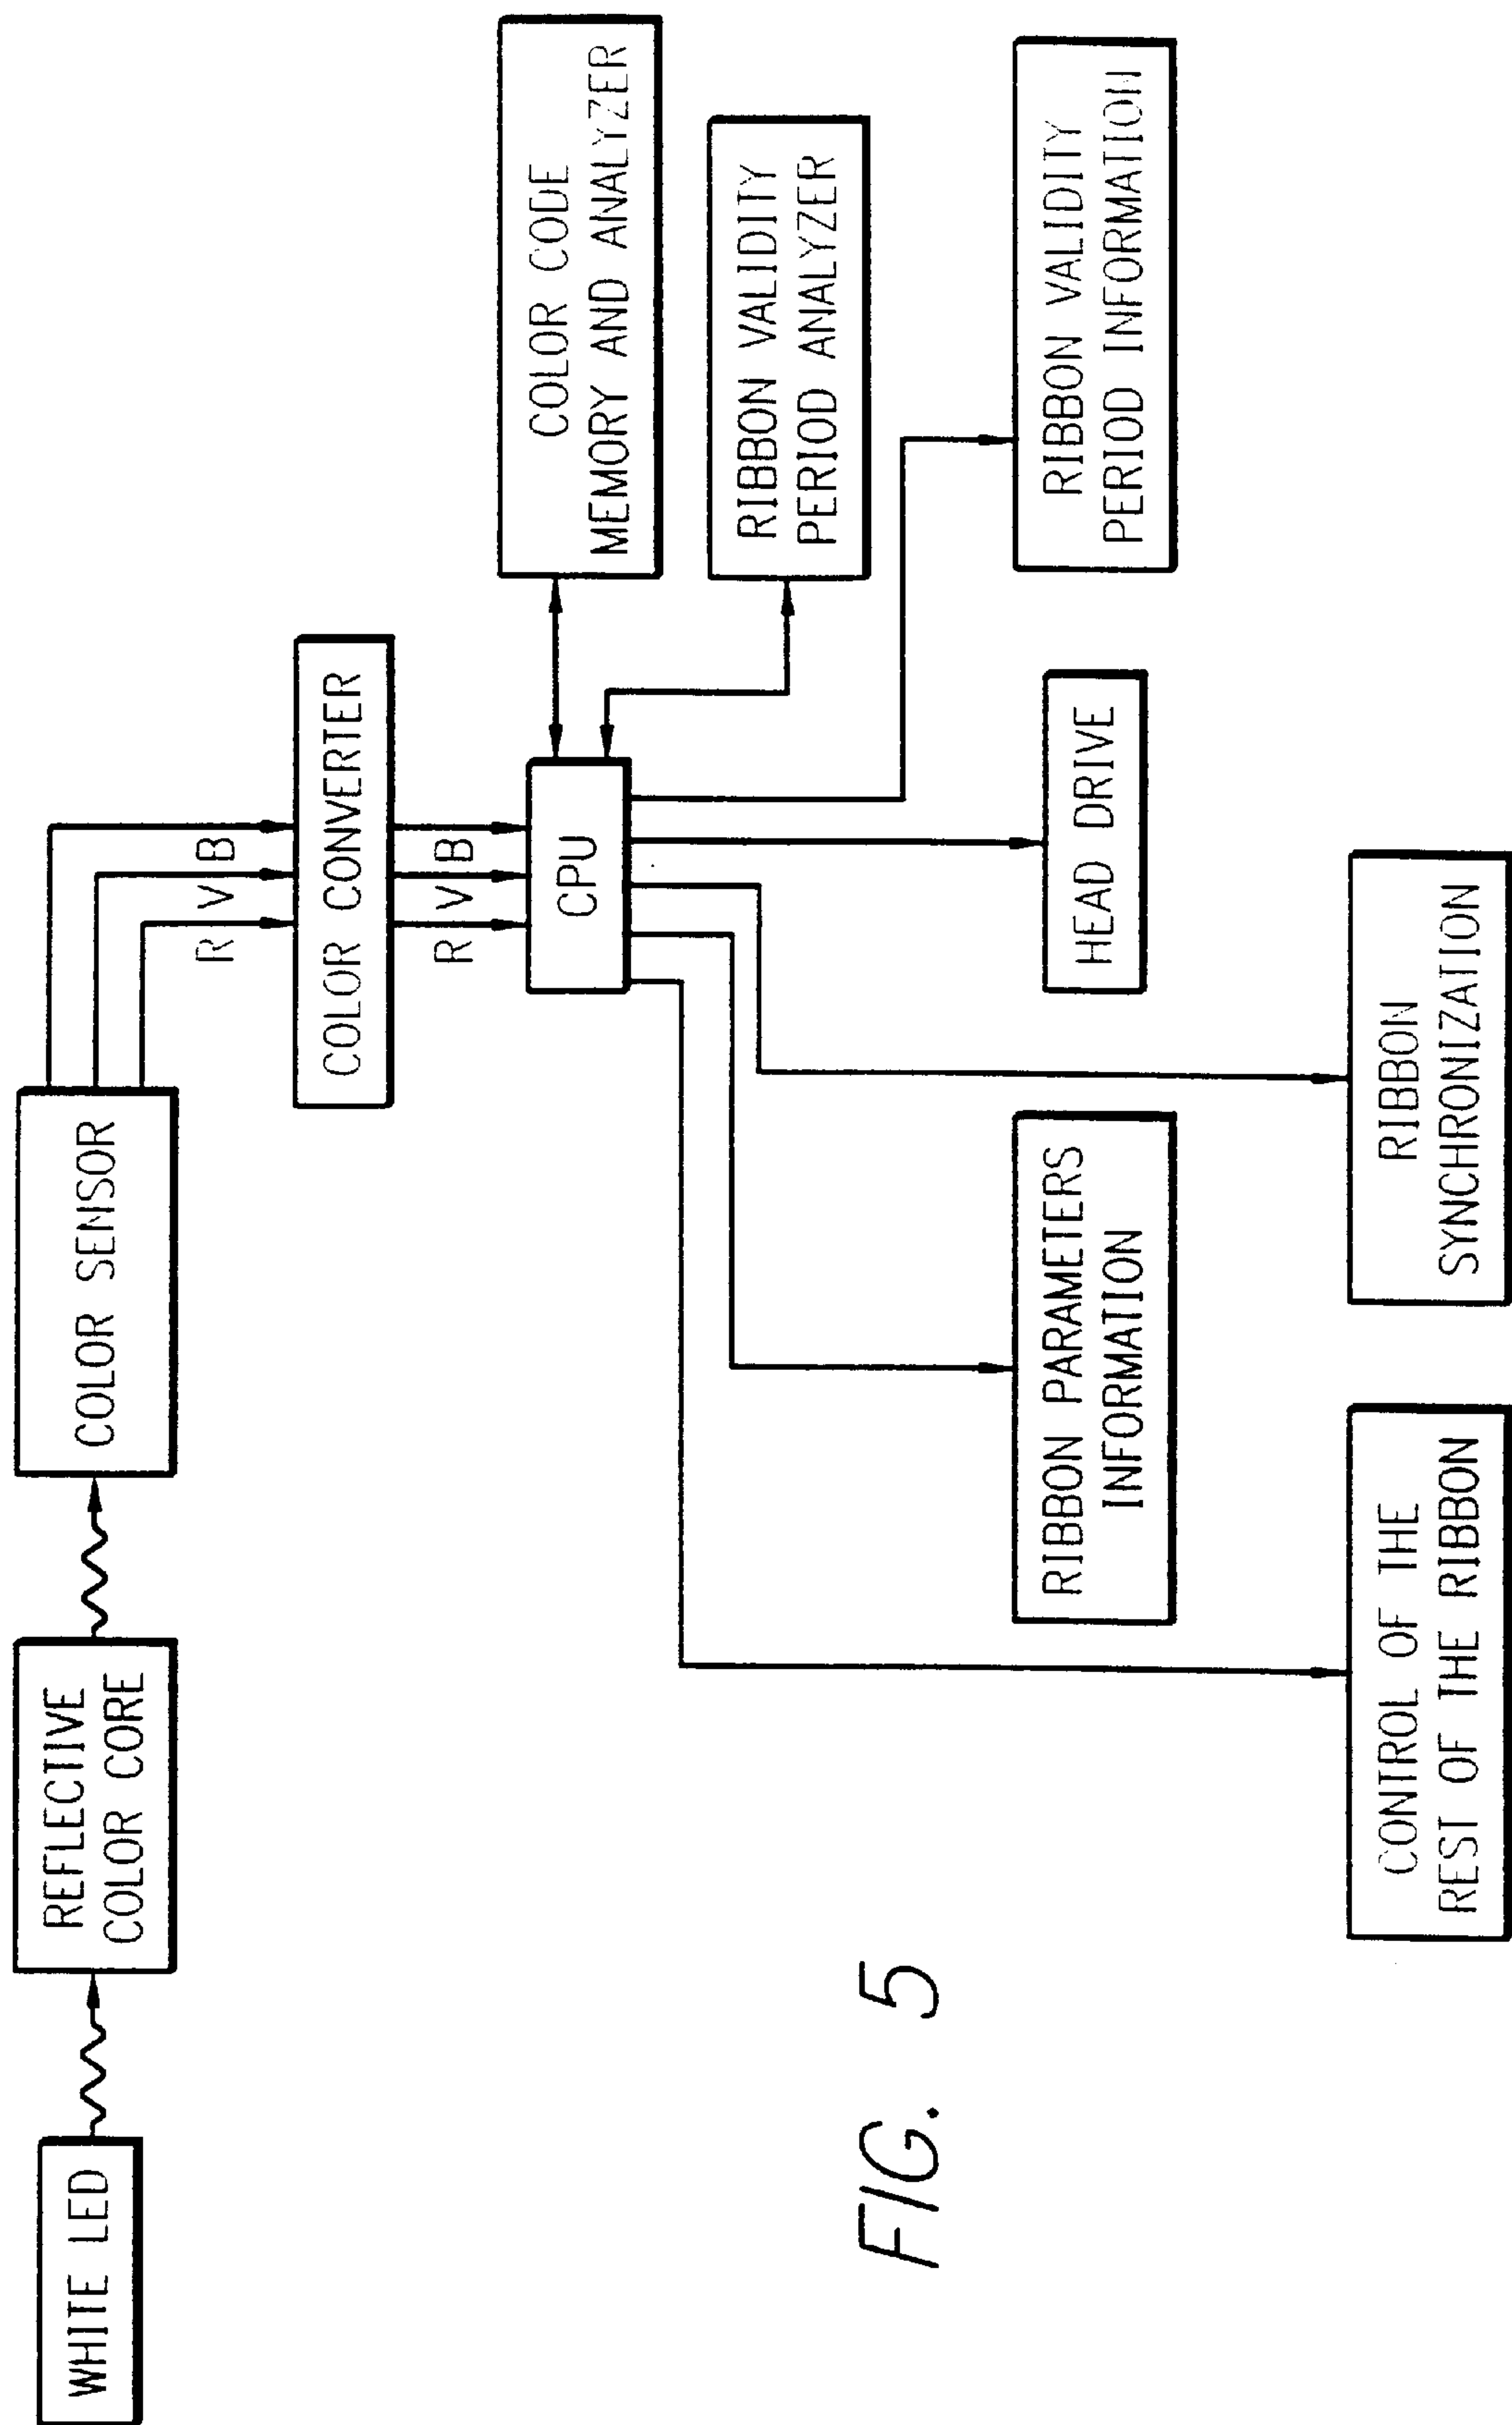 WHITE LED
REFLECTIVE
COLOR CORE
COLOR SENSOR
R V B
COLOR CONVERTER
R V B
CPU
COLOR CODE
MEMORY AND ANALYZER
RIBBON VALIDITY
PERIOD ANALYZER
RIBBON VALIDITY
PERIOD INFORMATION
HEAD DRIVE
RIBBON PARAMETERS
INFORMATION
RIBBON
SYNCHRONIZATION
CONTROL OF THE
REST OF THE RIBBON
FIG. 5